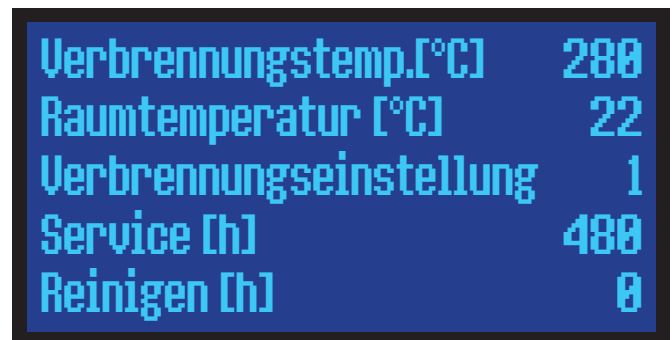 Verbrennungstemp.[°C] 280
Raumtemperatur [°C] 22
Verbrennungseinstellung 1
Service [h] 480
Reinigen [h] 0